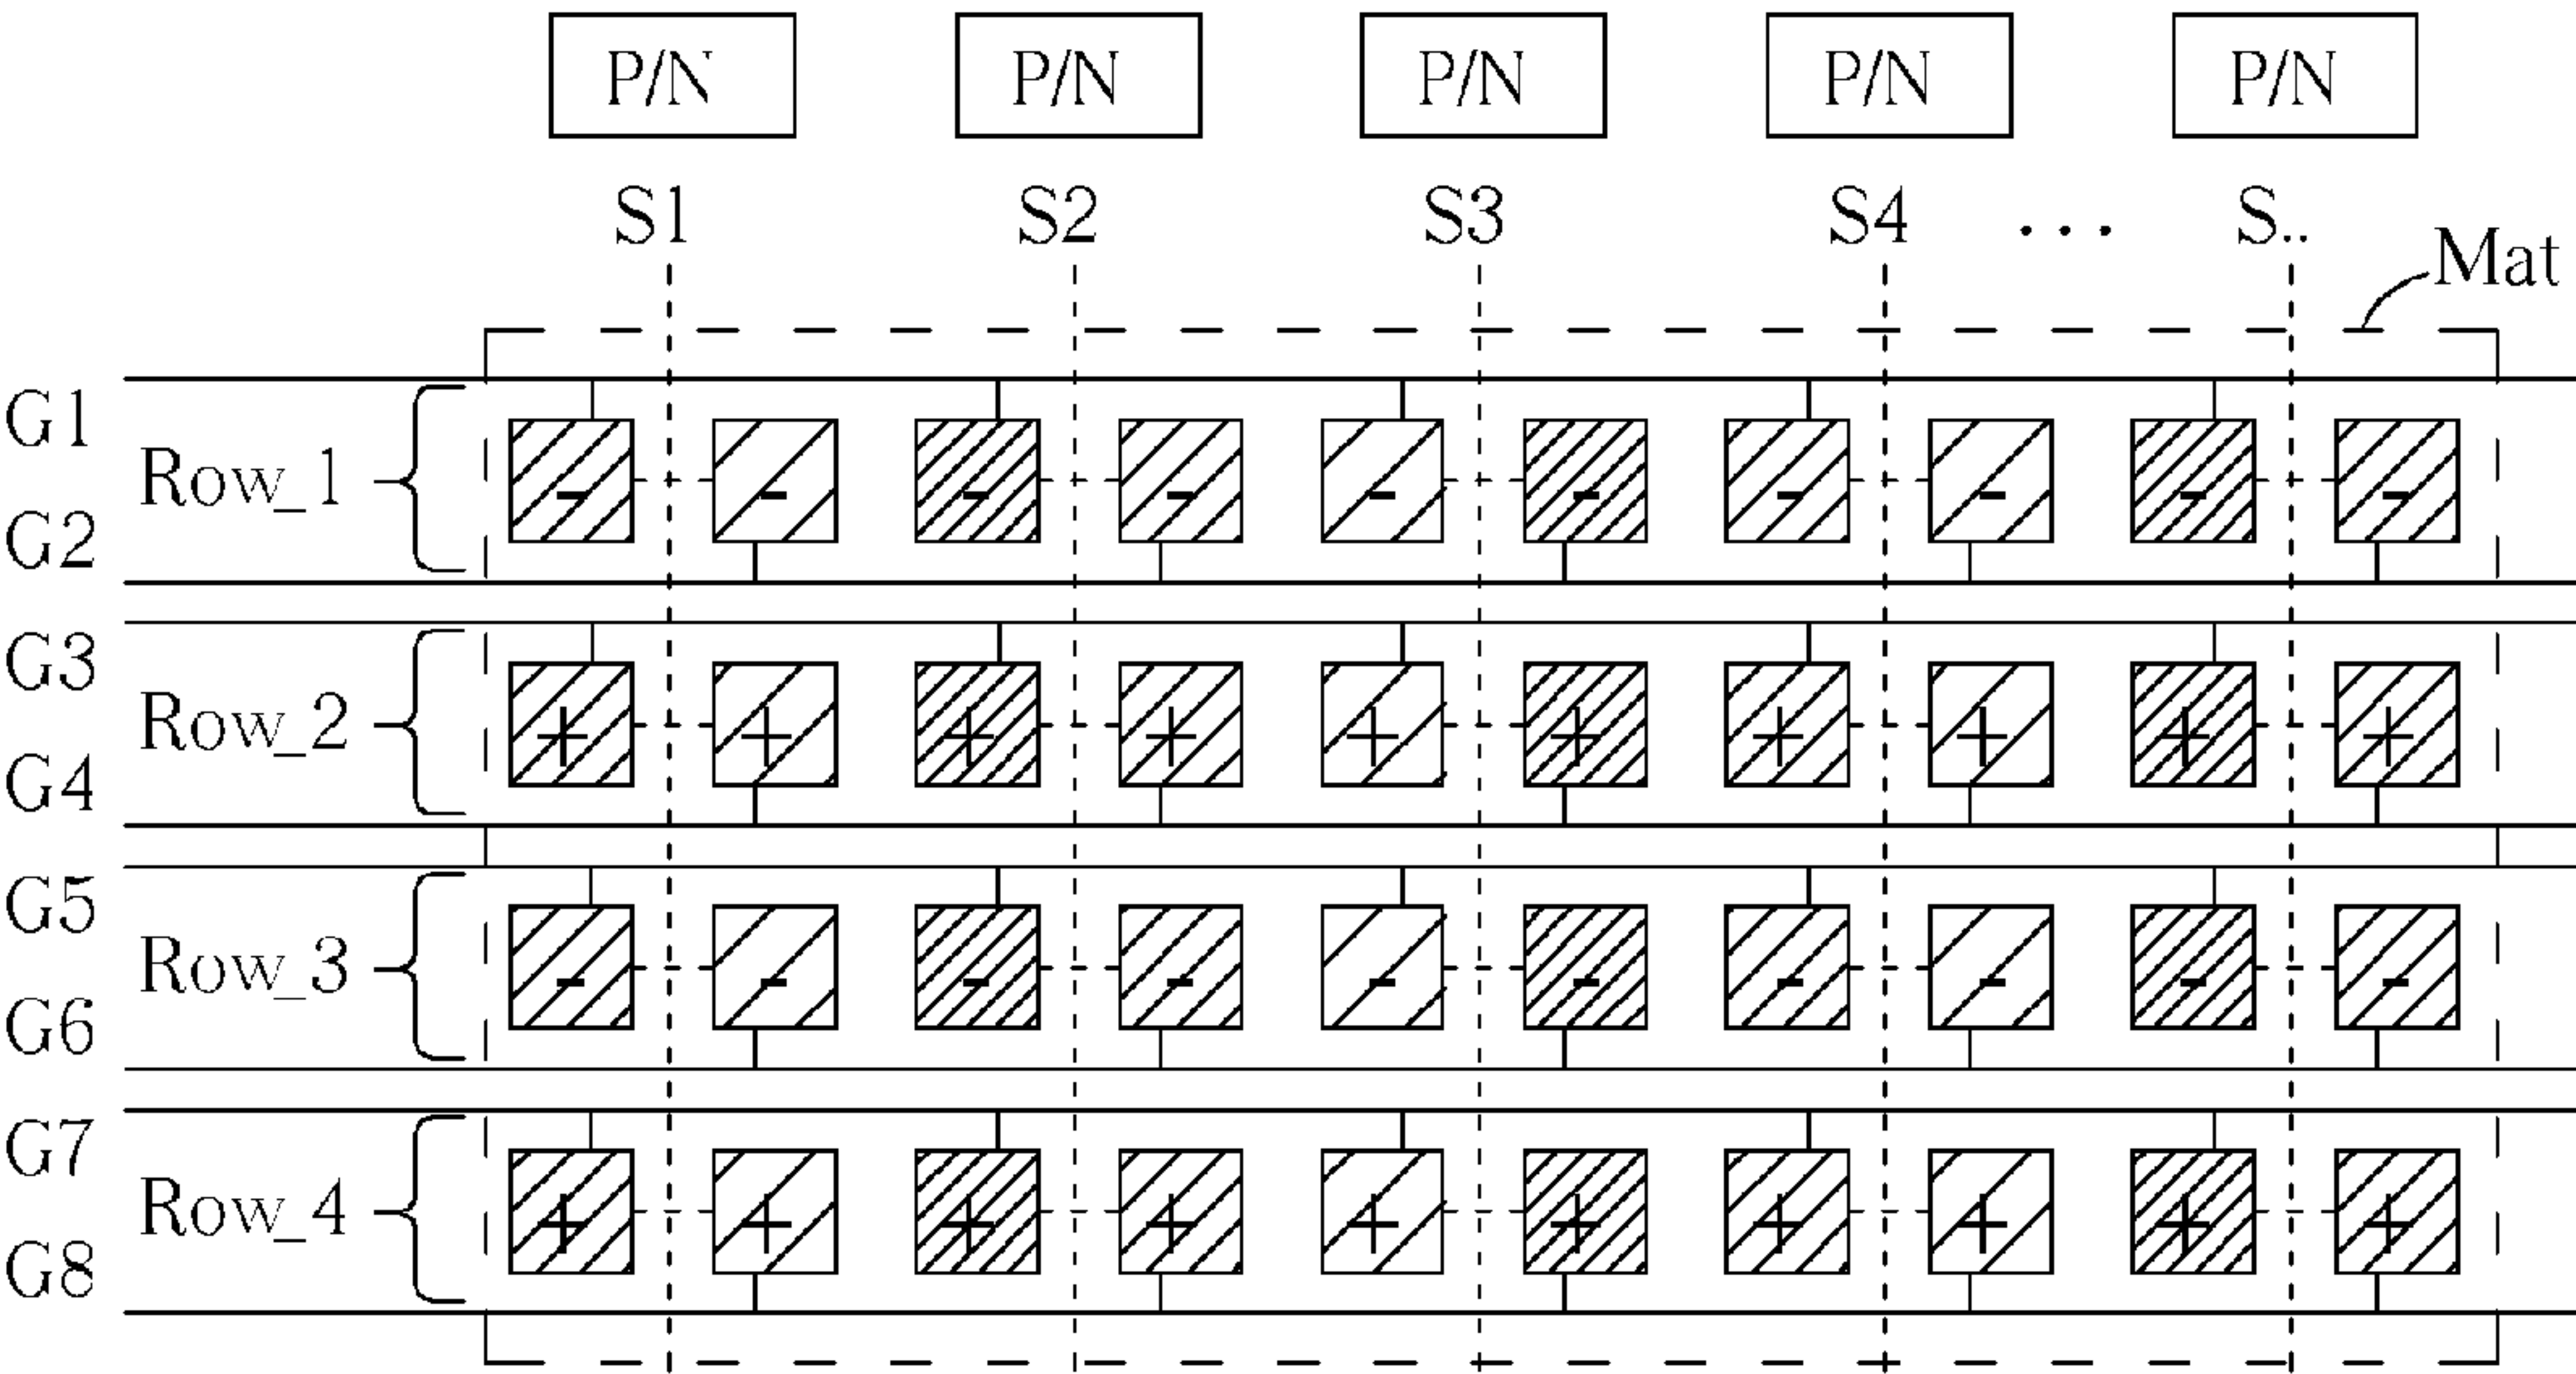 P/N P/N P/N P/N P/N
S1 S2 S3 S4 ... S..
Mat
G1
Row_1
G2
- - - - - - - - - -
G3
Row_2
G4
+ + + + + + + + + +
G5
Row_3
G6
- - - - - - - - - -
G7
Row_4
G8
+ + + + + + + + + +